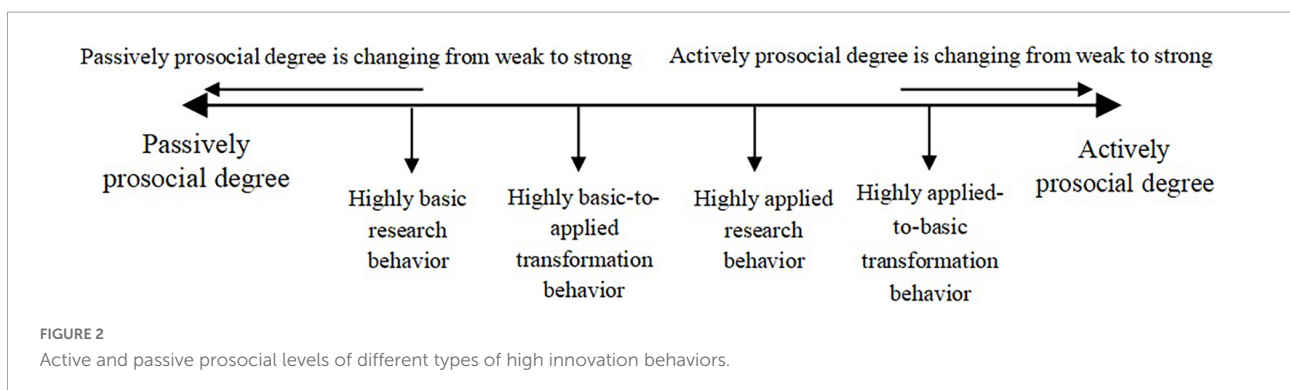 Passively prosocial degree is changing from weak to strong
Actively prosocial degree is changing from weak to strong
Passively
prosocial degree
Actively
prosocial degree
Highly basic
research
behavior
Highly basic-to-
applied
transformation
behavior
Highly applied
research
behavior
Highly applied-
to-basic
transformation
behavior
FIGURE 2
Active and passive prosocial levels of different types of high innovation behaviors.